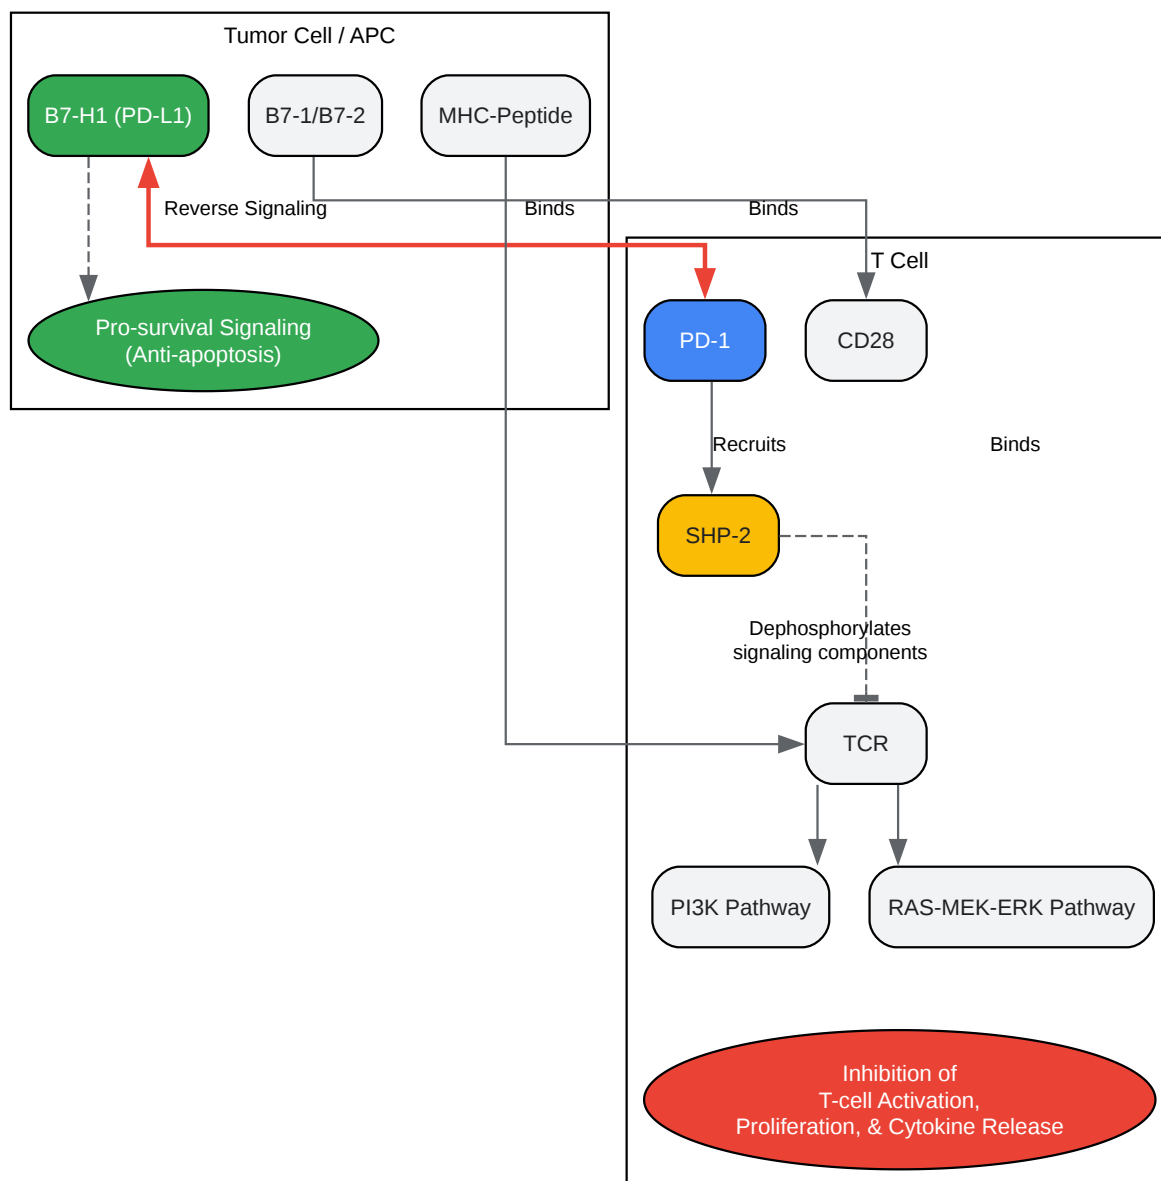 Tumor Cell / APC
B7-H1 (PD-L1)
B7-1/B7-2
MHC-Peptide
Reverse Signaling
Binds
Binds
T Cell
Pro-survival Signaling
(Anti-apoptosis)
PD-1
CD28
Recruits
Binds
SHP-2
Dephosphorylates
signaling components
TCR
PI3K Pathway
RAS-MEK-ERK Pathway
Inhibition of
T-cell Activation,
Proliferation, & Cytokine Release